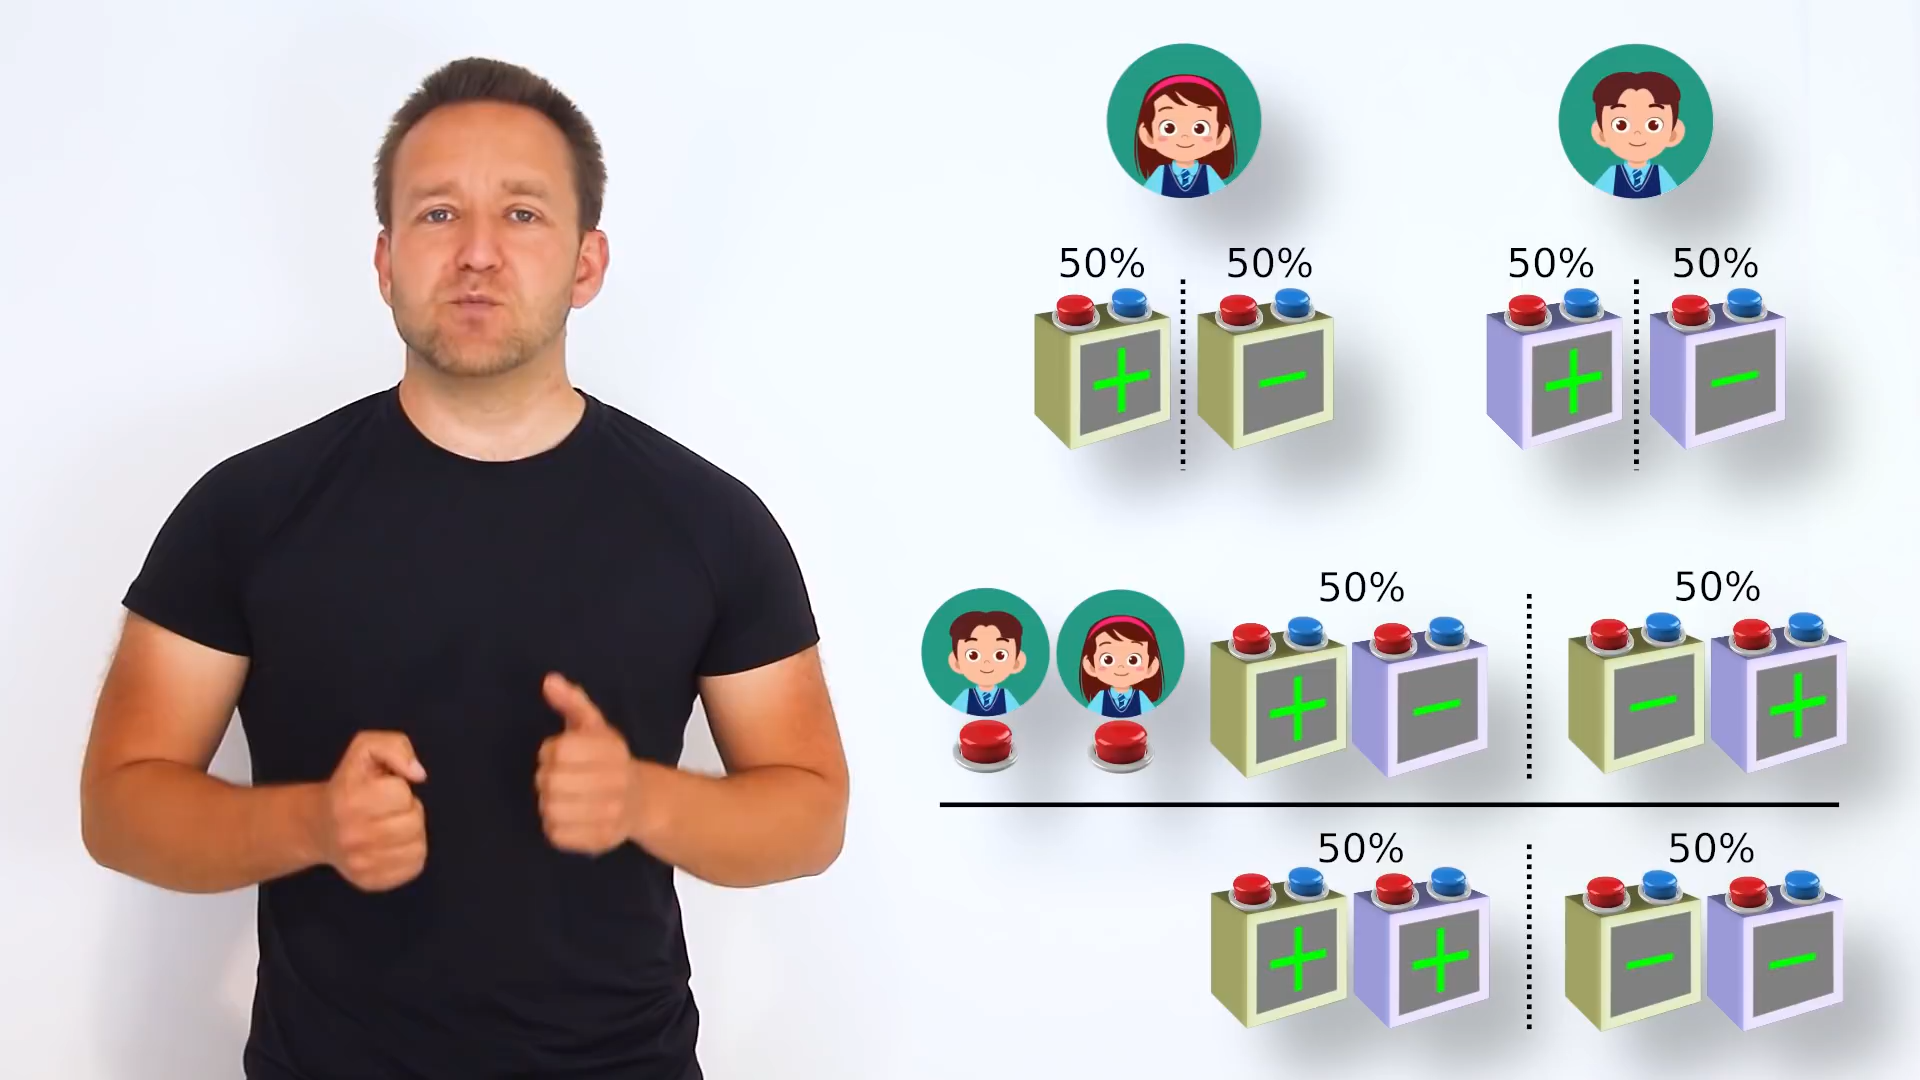 50% 50% 50% 50%
+ - + -
50% 50%
+ - - +
50% 50%
+ + - -